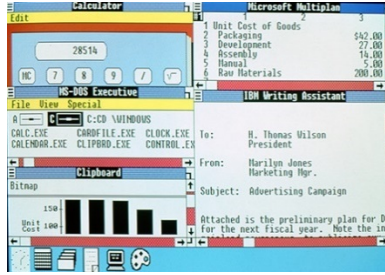 Calculator
Edit
28514
MC 7 8 9 / √
MS-DOS Executive
File View Special
A C C:CD \WINDOWS
CALC.EXE CARDFILE.EXE CLOCK.EXE
CALENDAR.EXE CLIPBRD.EXE CONTROL.EX
Clipboard
Bitmap
150
Unit
Cost 100
Microsoft Multiplan
1 2 3
1 Unit Cost of Goods
2 Packaging $42.00
3 Development 27.00
4 Assembly 14.00
5 Manual 5.00
6 Raw Materials 200.00
IBM Writing Assistant
To: H. Thomas Wilson
President
From: Marilyn Jones
Marketing Mgr.
Subject: Advertising Campaign
Attached is the preliminary plan for D
for the next fiscal year. Note the in